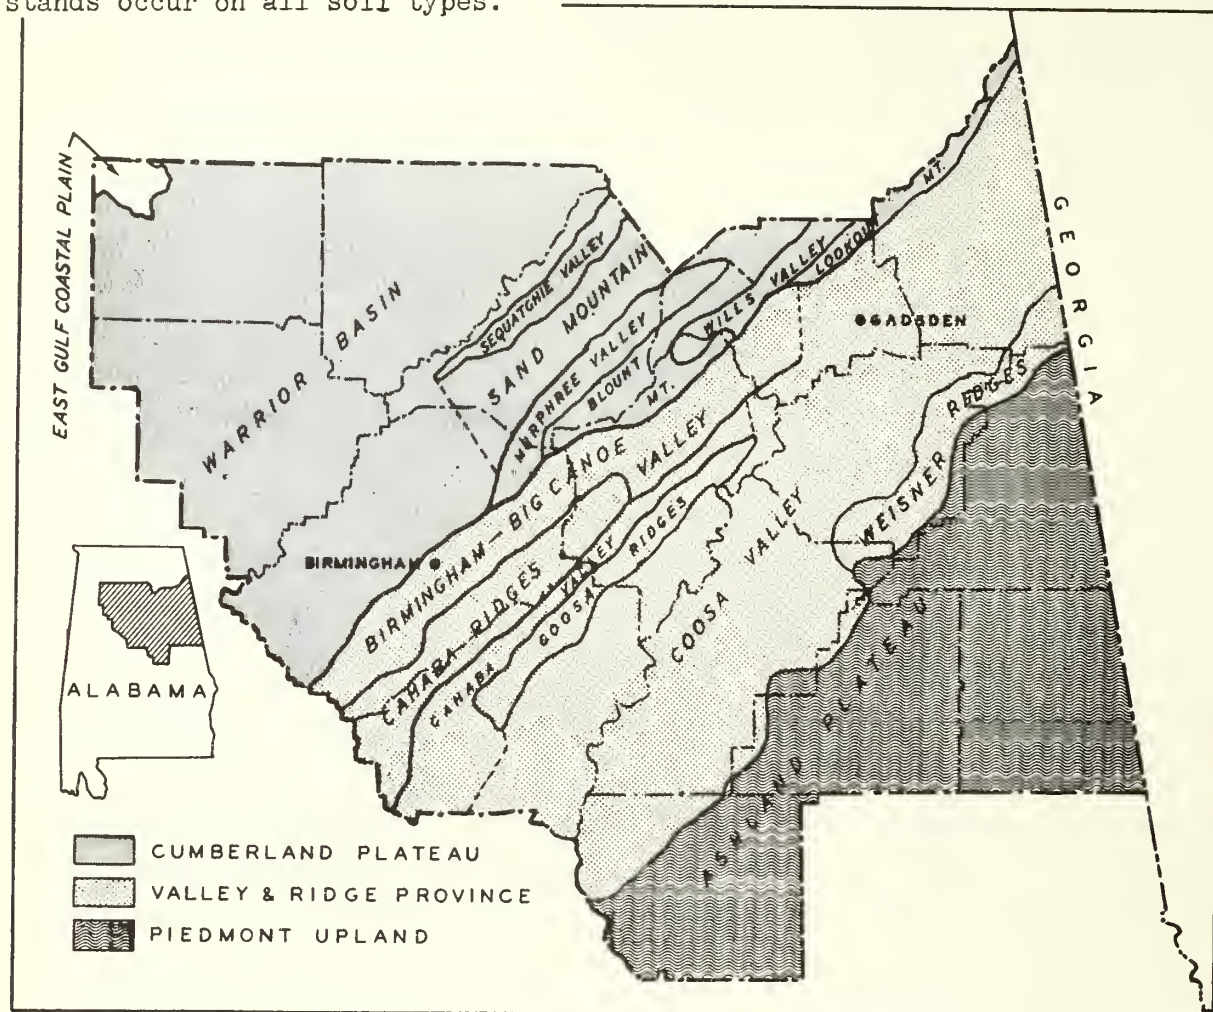 stands occur on all soil types.
EAST GULF COASTAL PLAIN
WARRIOR BASIN
SEQUATCHIE VALLEY
SAND MOUNTAIN
MURPHREE VALLEY
BLOUNT MT.
WILLS VALLEY
LOOKOUT MT.
GADSDEN
GEORGIA
BIRMINGHAM — BIG CANOE VALLEY
BIRMINGHAM
CAHABA RIDGES
CAHABA VALLEY
COOSA RIDGES
COOSA VALLEY
WEISNER RIDGES
ASHLAND PLATEAU
ALABAMA
CUMBERLAND PLATEAU
VALLEY & RIDGE PROVINCE
PIEDMONT UPLAND